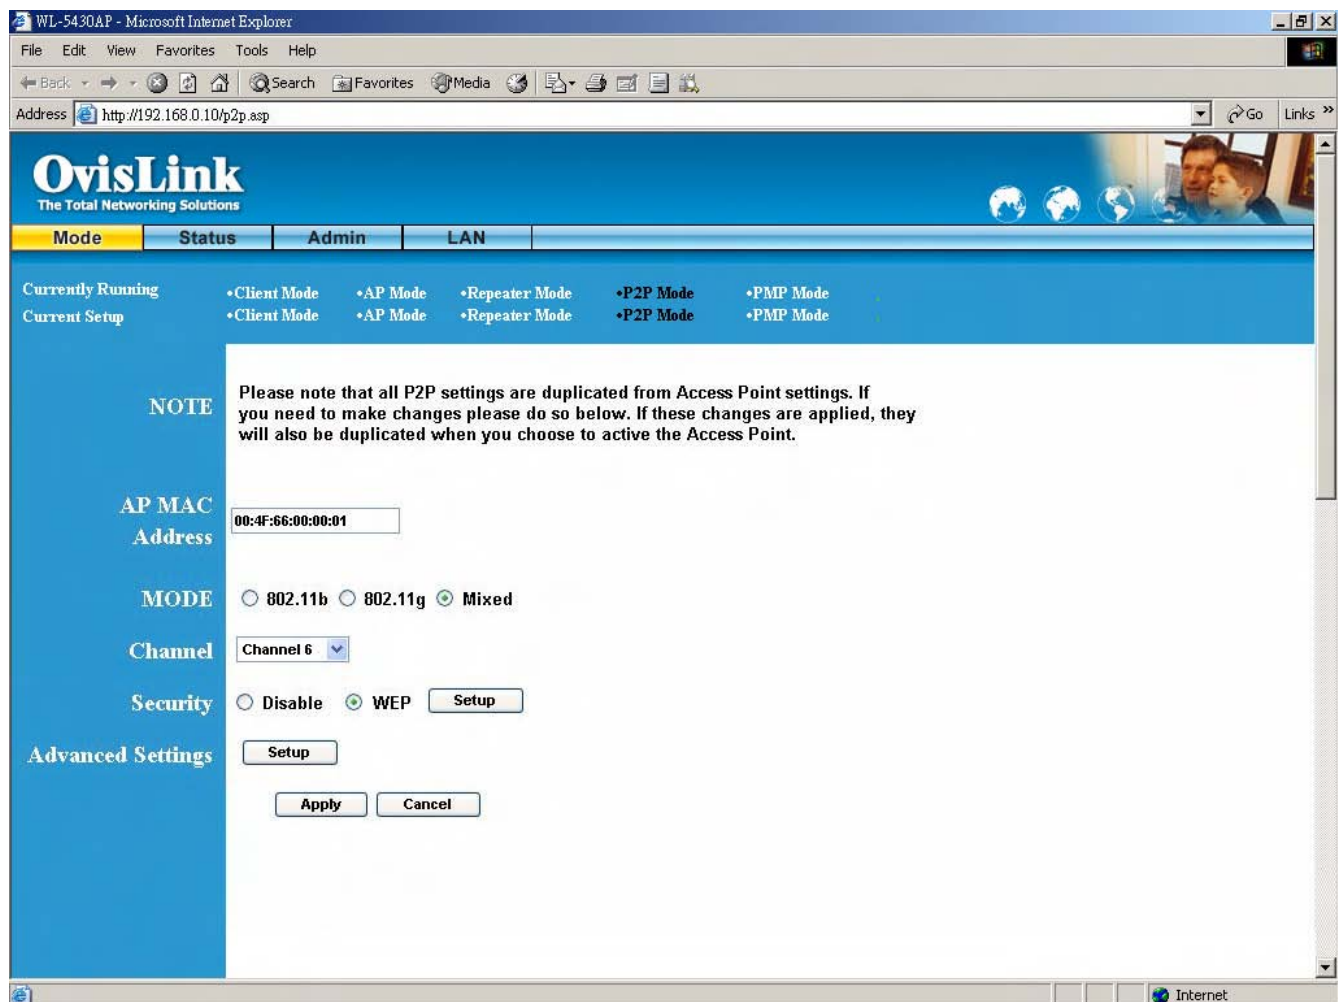 WL-5430AP - Microsoft Internet Explorer
File Edit View Favorites Tools Help
Back Search Favorites Media
Address http://192.168.0.10/p2p.asp Go Links »
OvisLink
The Total Networking Solutions
Mode Status Admin LAN
Currently Running •Client Mode •AP Mode •Repeater Mode •P2P Mode •PMP Mode
Current Setup •Client Mode •AP Mode •Repeater Mode •P2P Mode •PMP Mode
NOTE
Please note that all P2P settings are duplicated from Access Point settings. If
you need to make changes please do so below. If these changes are applied, they
will also be duplicated when you choose to active the Access Point.
AP MAC
Address
00:4F:66:00:00:01
MODE 802.11b 802.11g Mixed
Channel Channel 6
Security Disable WEP Setup
Advanced Settings Setup
Apply Cancel
Internet